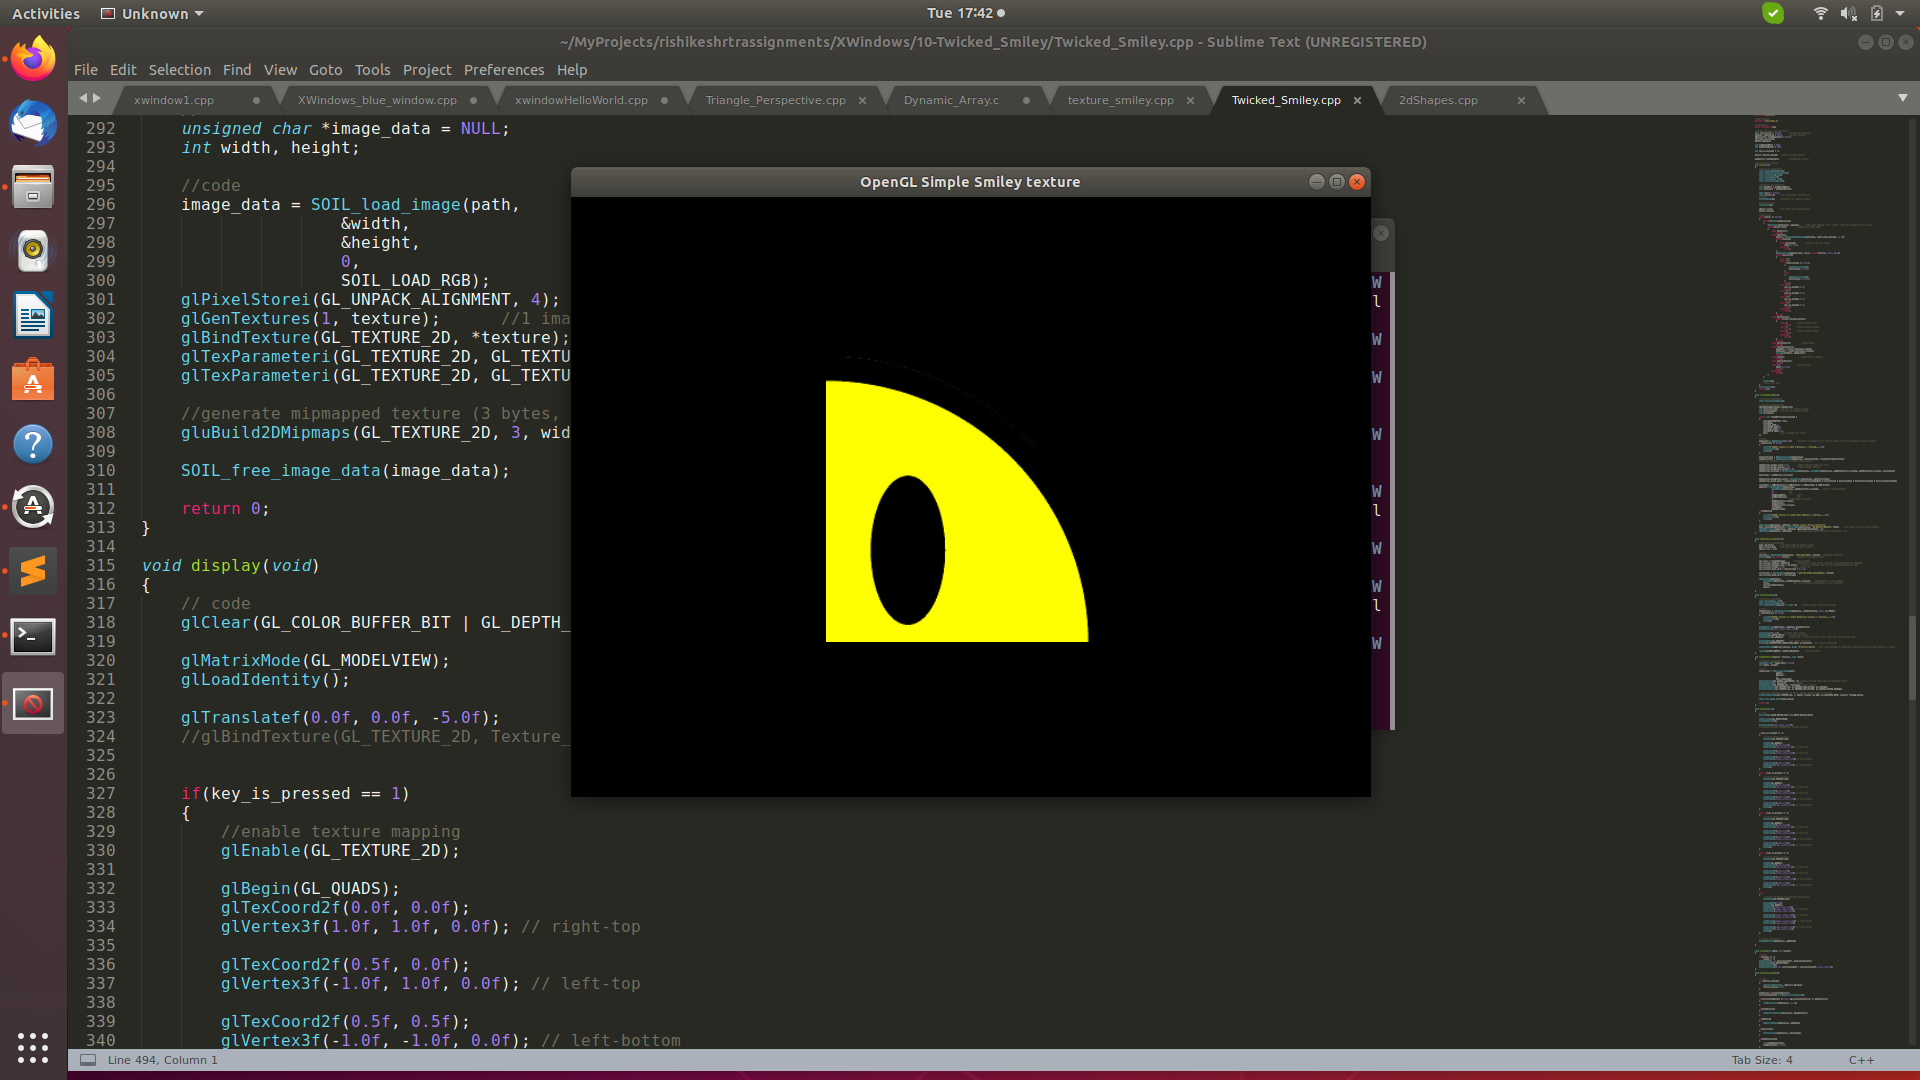 Activities Unknown Tue 17:42
~/MyProjects/rishikeshrtrassignments/XWindows/10-Twicked_Smiley/Twicked_Smiley.cpp - Sublime Text (UNREGISTERED)
File Edit Selection Find View Goto Tools Project Preferences Help
xwindow1.cpp XWindows_blue_window.cpp xwindowHelloWorld.cpp Triangle_Perspective.cpp Dynamic_Array.c texture_smiley.cpp Twicked_Smiley.cpp 2dShapes.cpp
292 unsigned char *image_data = NULL;
293 int width, height;
294
295 //code
296 image_data = SOIL_load_image(path,
297 &width,
298 &height,
299 0,
300 SOIL_LOAD_RGB);
301 glPixelStorei(GL_UNPACK_ALIGNMENT, 4);
302 glGenTextures(1, texture); //1 ima
303 glBindTexture(GL_TEXTURE_2D, *texture);
304 glTexParameteri(GL_TEXTURE_2D, GL_TEXTU
305 glTexParameteri(GL_TEXTURE_2D, GL_TEXTU
306
307 //generate mipmapped texture (3 bytes,
308 gluBuild2DMipmaps(GL_TEXTURE_2D, 3, wid
309
310 SOIL_free_image_data(image_data);
311
312 return 0;
313 }
314
315 void display(void)
316 {
317 // code
318 glClear(GL_COLOR_BUFFER_BIT | GL_DEPTH_
319
320 glMatrixMode(GL_MODELVIEW);
321 glLoadIdentity();
322
323 glTranslatef(0.0f, 0.0f, -5.0f);
324 //glBindTexture(GL_TEXTURE_2D, Texture_
325
326
327 if(key_is_pressed == 1)
328 {
329 //enable texture mapping
330 glEnable(GL_TEXTURE_2D);
331
332 glBegin(GL_QUADS);
333 glTexCoord2f(0.0f, 0.0f);
334 glVertex3f(1.0f, 1.0f, 0.0f); // right-top
335
336 glTexCoord2f(0.5f, 0.0f);
337 glVertex3f(-1.0f, 1.0f, 0.0f); // left-top
338
339 glTexCoord2f(0.5f, 0.5f);
340 glVertex3f(-1.0f, -1.0f, 0.0f); // left-bottom
OpenGL Simple Smiley texture
W
l
W
W
W
W
l
W
W
l
W
Line 494, Column 1 Tab Size: 4 C++